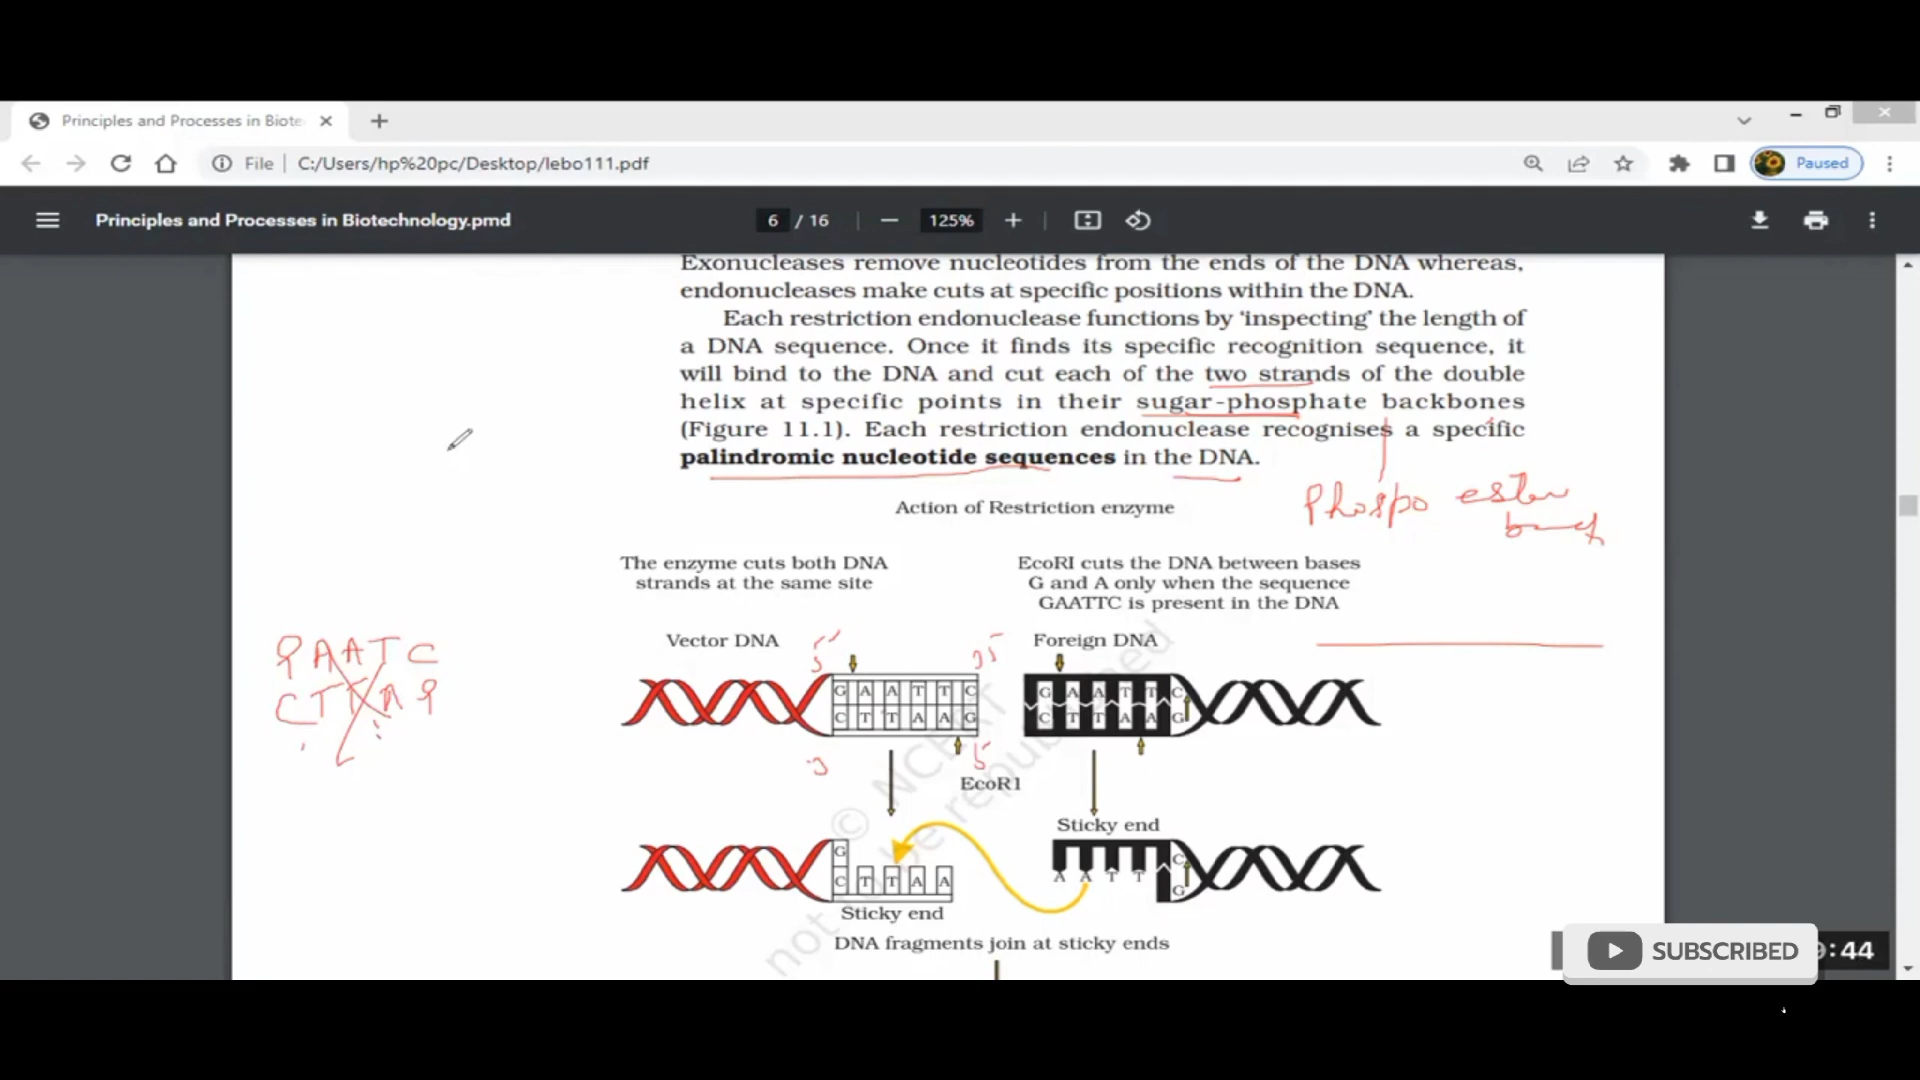 Principles and Processes in Biote
File
C:/Users/hp%20pc/Desktop/lebo111.pdf
Paused
Principles and Processes in Biotechnology.pmd
6 / 16
125%
Exonucleases remove nucleotides from the ends of the DNA whereas,
endonucleases make cuts at specific positions within the DNA.
Each restriction endonuclease functions by ‘inspecting’ the length of
a DNA sequence. Once it finds its specific recognition sequence, it
will bind to the DNA and cut each of the two strands of the double
helix at specific points in their sugar-phosphate backbones
(Figure 11.1). Each restriction endonuclease recognises a specific
palindromic nucleotide sequences in the DNA.
Phospo ester
Action of Restriction enzyme
The enzyme cuts both DNA
strands at the same site
EcoRI cuts the DNA between bases
G and A only when the sequence
GAATTC is present in the DNA
Vector DNA
Foreign DNA
G A A T T C
C T T A A G
G A A T T C
C T T A A G
EcoR1
Sticky end
G
C T T A A
A A T T
C
G
Sticky end
DNA fragments join at sticky ends
© NCERT
not be republished
SUBSCRIBED
:44